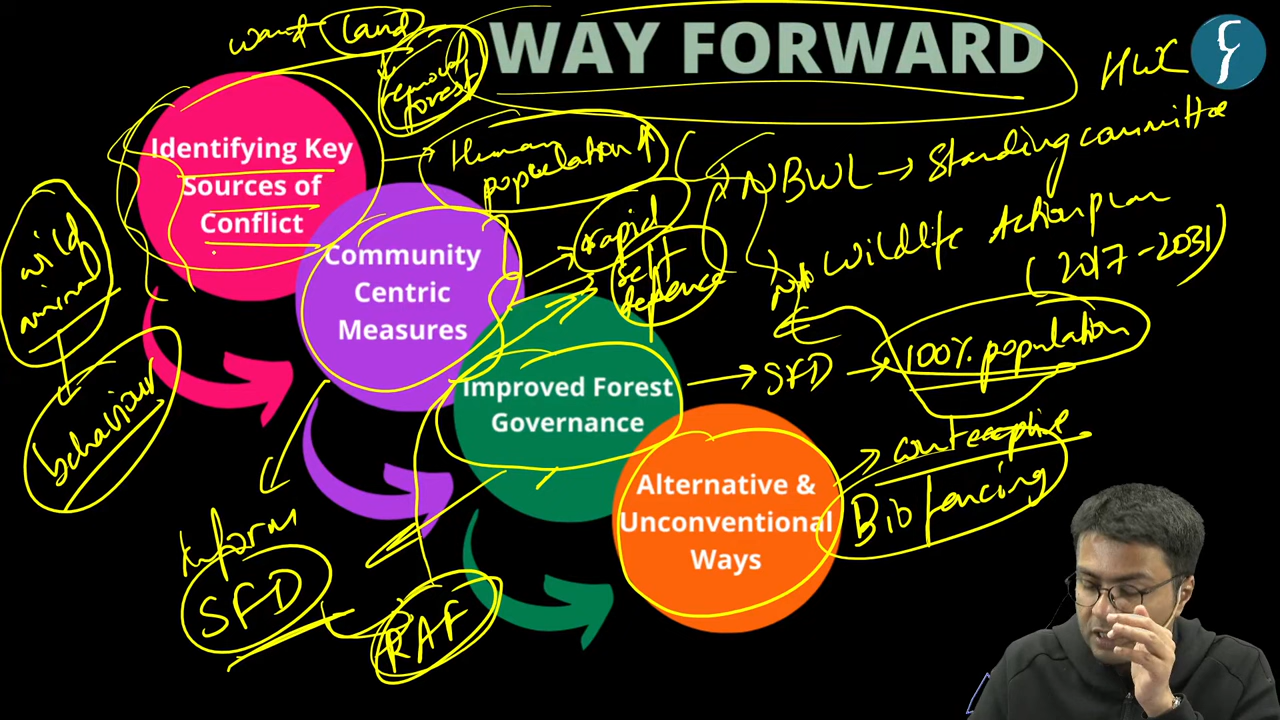 WAY FORWARD
want land
removal
forest
HWC
Identifying Key
Sources of
Conflict
Human
population ↑
NBWL → Standing committee
wild
animal
behaviour
Community
Centric
Measures
rapid
self
defence
Wildlife Action plan
(2017-2031)
Improved Forest
Governance
→ SFD → 100% population
Alternative &
Unconventional
Ways
→ contraceptive
Bio fencing
Inform
SFD
RAF